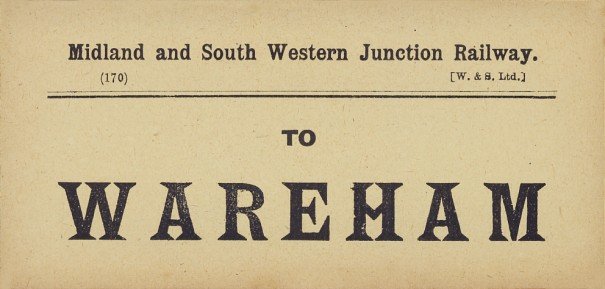 Midland and South Western Junction Railway.
(170) [W. & S. Ltd.]
TO
WAREHAM